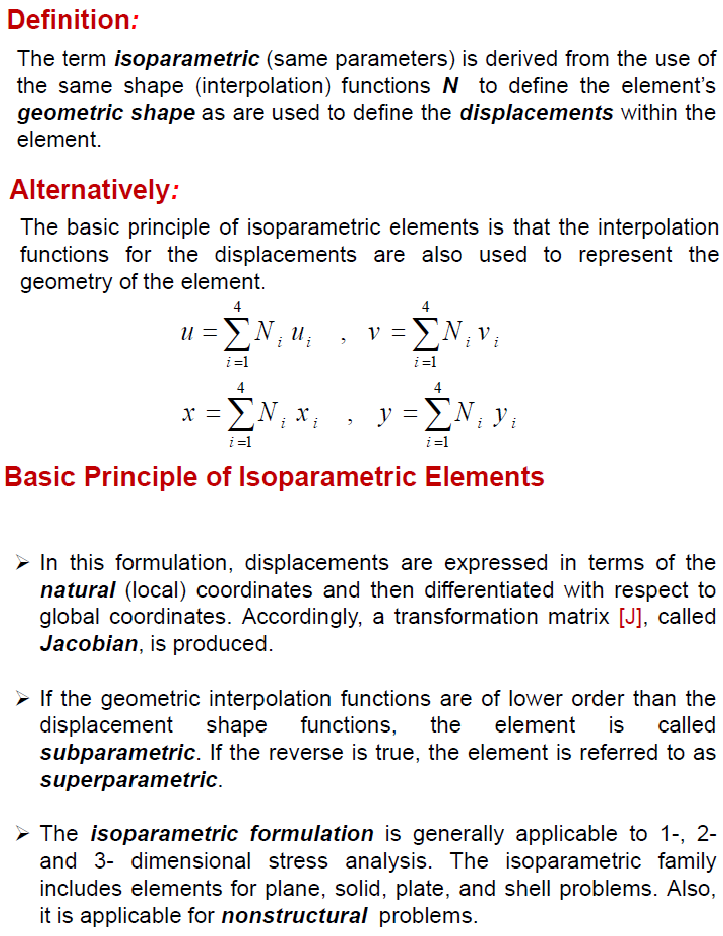 Definition:
The term isoparametric (same parameters) is derived from the use of
the same shape (interpolation) functions N to define the element's
geometric shape as are used to define the displacements within the
element.
Alternatively:
The basic principle of isoparametric elements is that the interpolation
functions for the displacements are also used to represent the
geometry of the element.
u = ∑_{i=1}^{4} N_i u_i , v = ∑_{i=1}^{4} N_i v_i
x = ∑_{i=1}^{4} N_i x_i , y = ∑_{i=1}^{4} N_i y_i
Basic Principle of Isoparametric Elements
➢ In this formulation, displacements are expressed in terms of the
natural (local) coordinates and then differentiated with respect to
global coordinates. Accordingly, a transformation matrix [J], called
Jacobian, is produced.
➢ If the geometric interpolation functions are of lower order than the
displacement shape functions, the element is called
subparametric. If the reverse is true, the element is referred to as
superparametric.
➢ The isoparametric formulation is generally applicable to 1-, 2-
and 3- dimensional stress analysis. The isoparametric family
includes elements for plane, solid, plate, and shell problems. Also,
it is applicable for nonstructural problems.